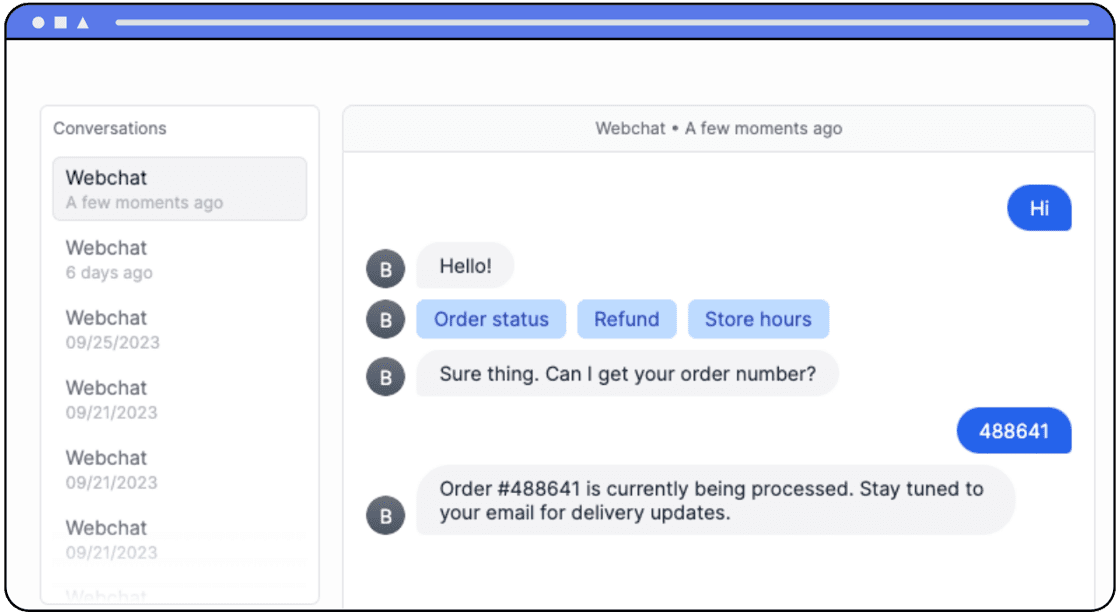 Conversations
Webchat
A few moments ago
Webchat
6 days ago
Webchat
09/25/2023
Webchat
09/21/2023
Webchat
09/21/2023
Webchat
09/21/2023
Webchat
Webchat • A few moments ago
Hi
B
Hello!
B
Order status
Refund
Store hours
B
Sure thing. Can I get your order number?
488641
B
Order #488641 is currently being processed. Stay tuned to
your email for delivery updates.